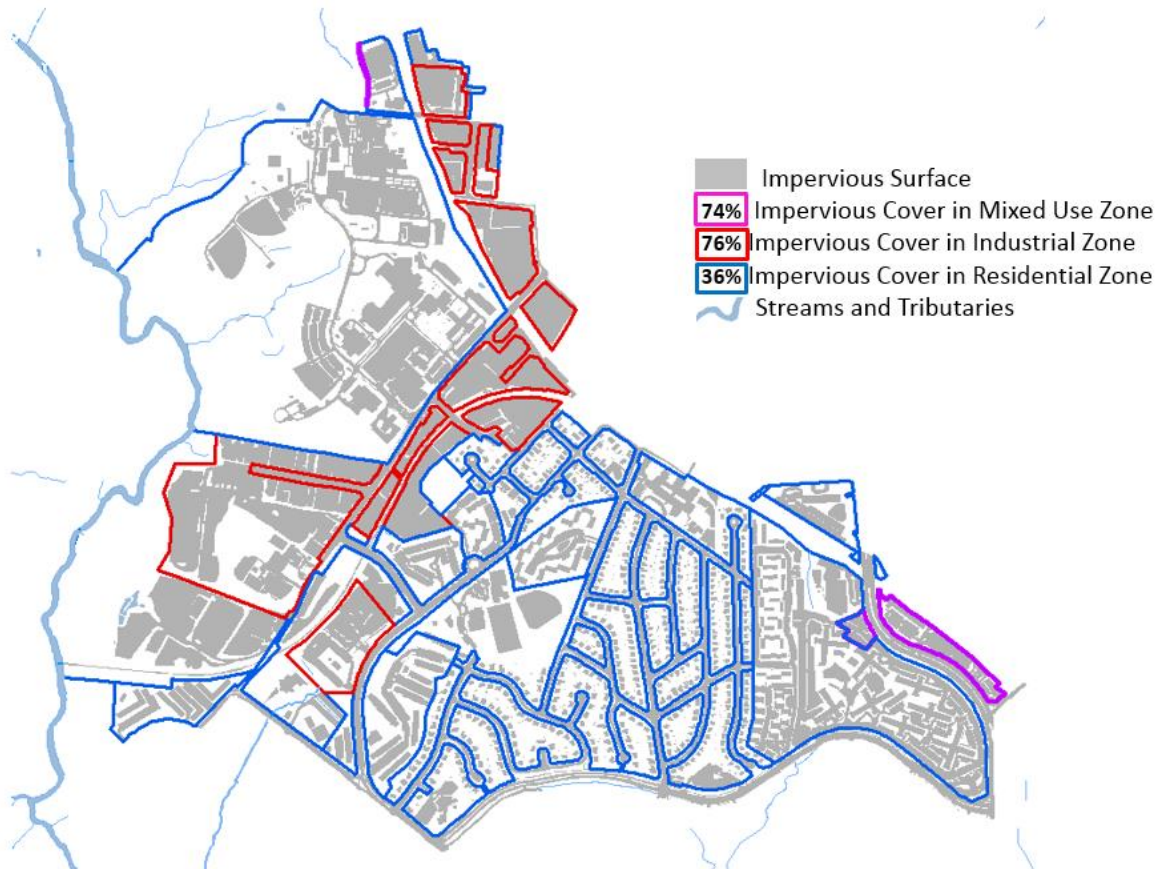 Impervious Surface
74% Impervious Cover in Mixed Use Zone
76% Impervious Cover in Industrial Zone
36% Impervious Cover in Residential Zone
Streams and Tributaries